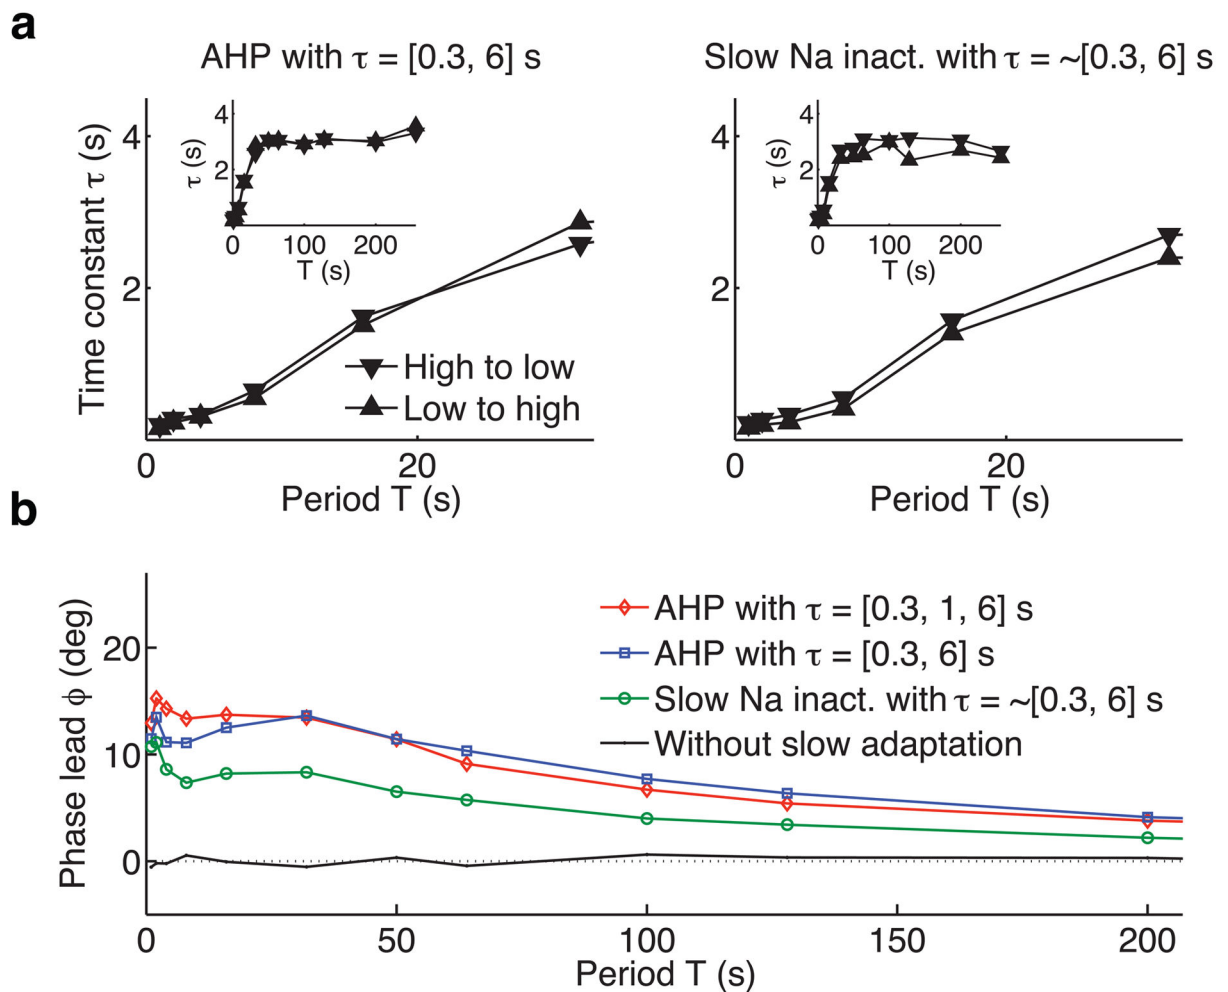 a
AHP with τ = [0.3, 6] s
Slow Na inact. with τ = ~[0.3, 6] s
Time constant τ (s)
4
2
0
20
Period T (s)
τ (s)
4
2
0
100
200
T (s)
High to low
Low to high
4
2
0
20
Period T (s)
τ (s)
4
2
0
100
200
T (s)
b
Phase lead ϕ (deg)
20
10
0
AHP with τ = [0.3, 1, 6] s
AHP with τ = [0.3, 6] s
Slow Na inact. with τ = ~[0.3, 6] s
Without slow adaptation
0
50
100
150
200
Period T (s)